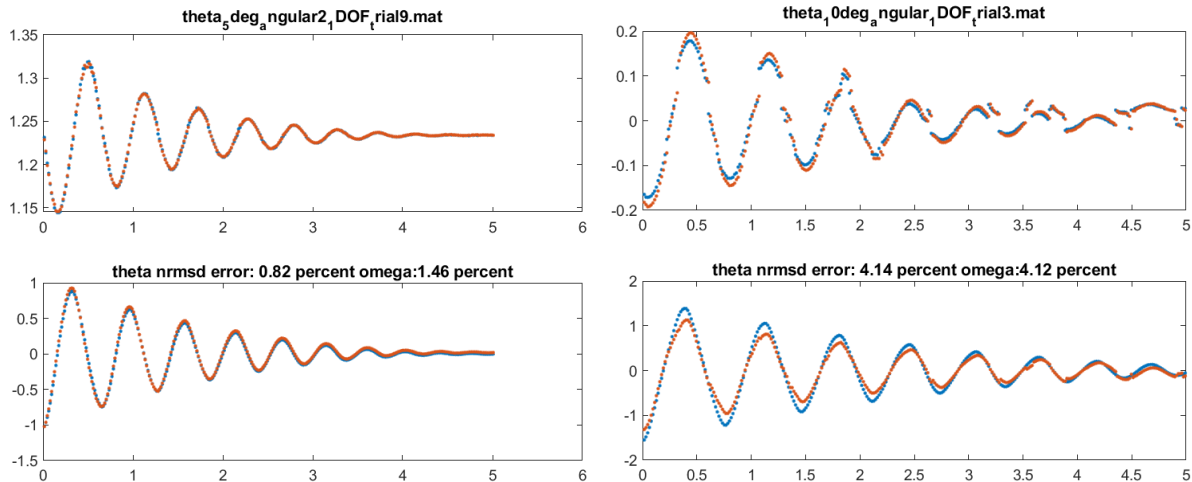 theta_5deg_angular2_1DOF_trial9.mat
1.35
1.3
1.25
1.2
1.15
0 1 2 3 4 5 6
theta nrmsd error: 0.82 percent omega:1.46 percent
1
0.5
0
-0.5
-1
-1.5
0 1 2 3 4 5 6
theta_10deg_angular_1DOF_trial3.mat
0.2
0.1
0
-0.1
-0.2
0 0.5 1 1.5 2 2.5 3 3.5 4 4.5 5
theta nrmsd error: 4.14 percent omega:4.12 percent
2
1
0
-1
-2
0 0.5 1 1.5 2 2.5 3 3.5 4 4.5 5